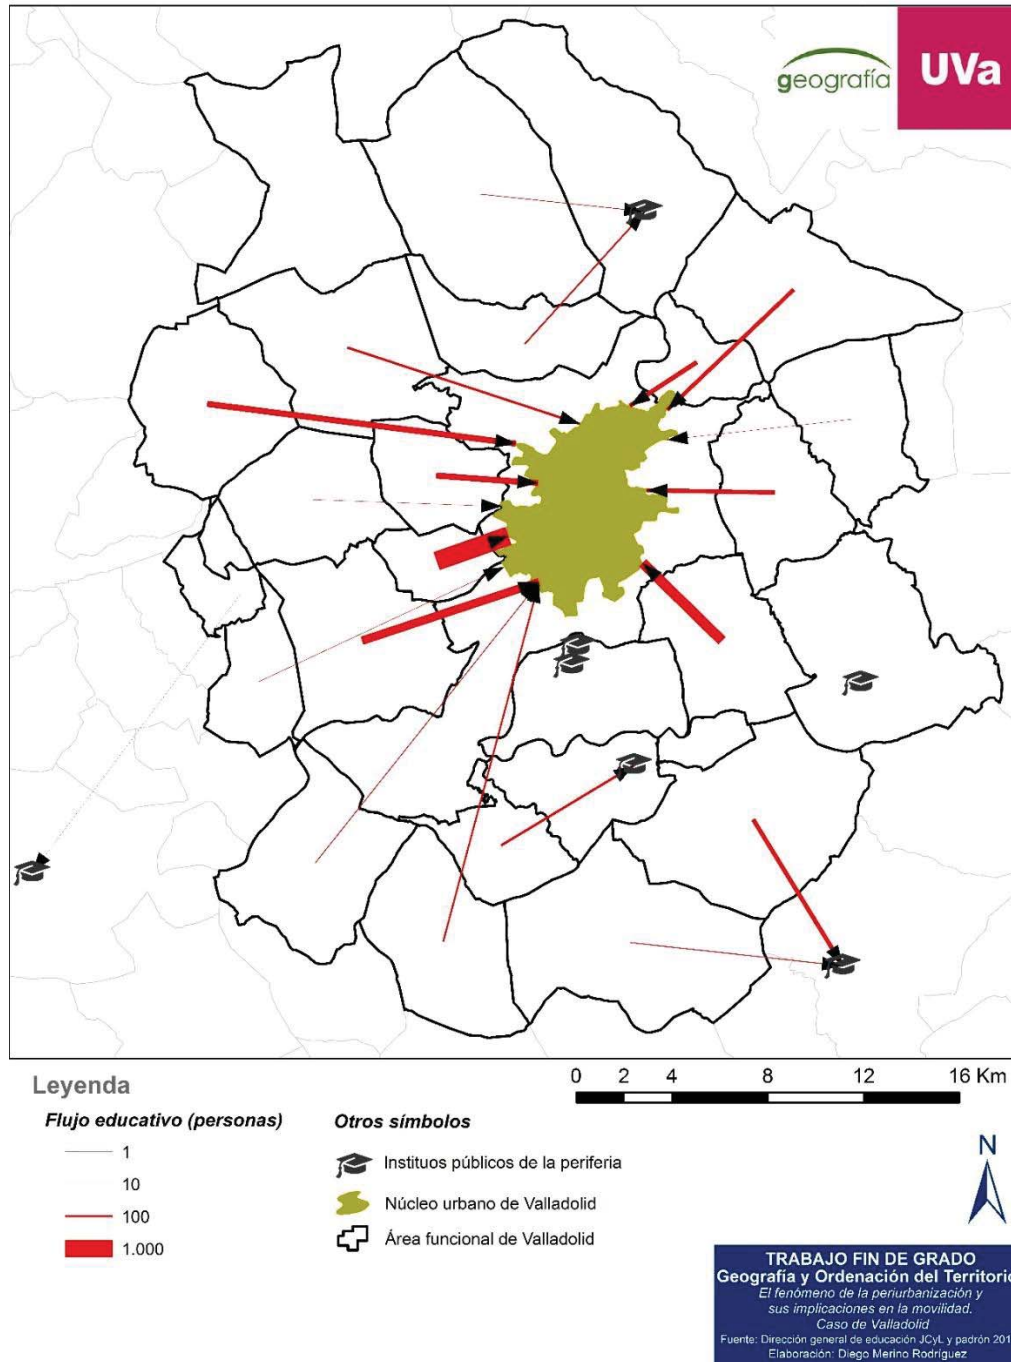 geografía
UVa
0 2 4 8 12 16 Km
Leyenda
Flujo educativo (personas)
1
10
100
1.000
Otros símbolos
Instituos públicos de la periferia
Núcleo urbano de Valladolid
Área funcional de Valladolid
N
TRABAJO FIN DE GRADO
Geografía y Ordenación del Territorio
El fenómeno de la periurbanización y
sus implicaciones en la movilidad.
Caso de Valladolid
Fuente: Dirección general de educación JCyL y padrón 201
Elaboración: Diego Merino Rodríguez